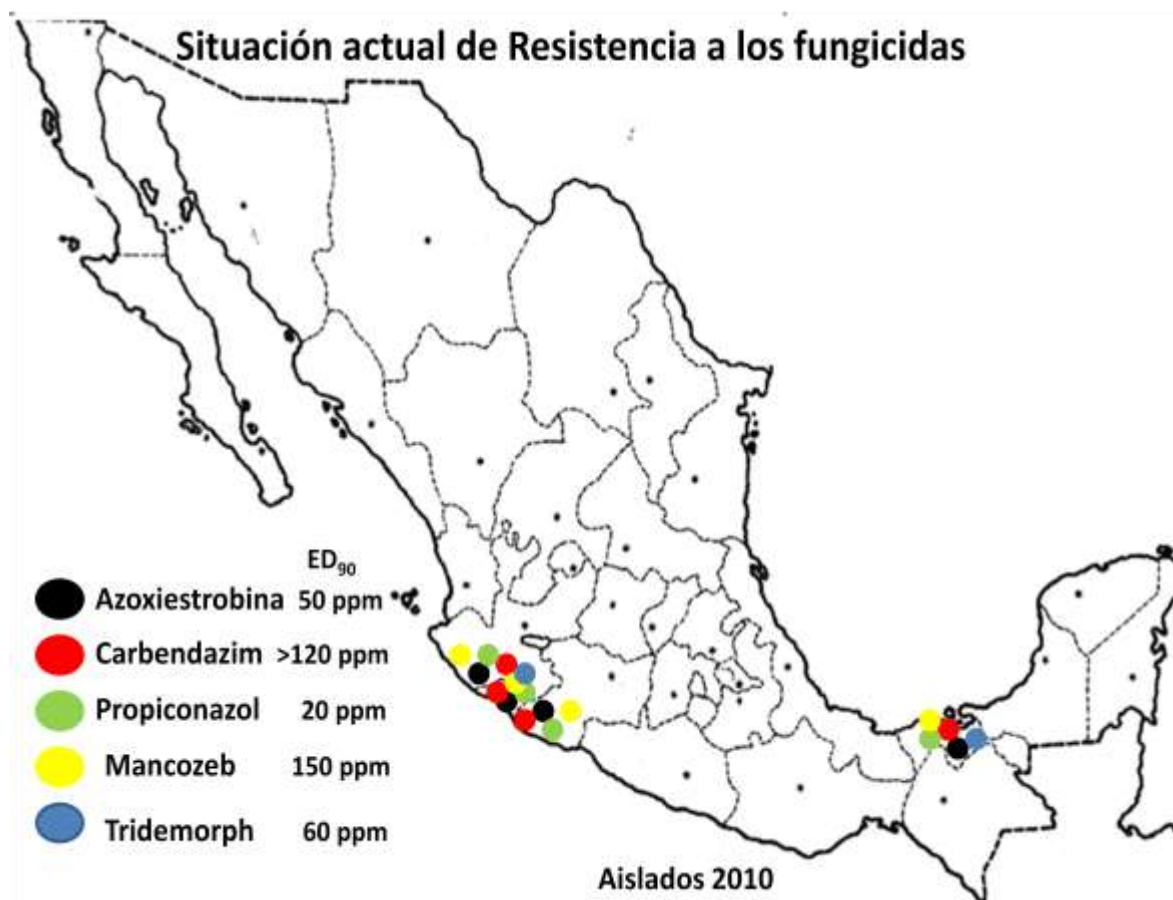 Situación actual de Resistencia a los fungicidas
ED90
Azoxiestrobina 50 ppm
Carbendazim >120 ppm
Propiconazol 20 ppm
Mancozeb 150 ppm
Tridemorph 60 ppm
Aislados 2010